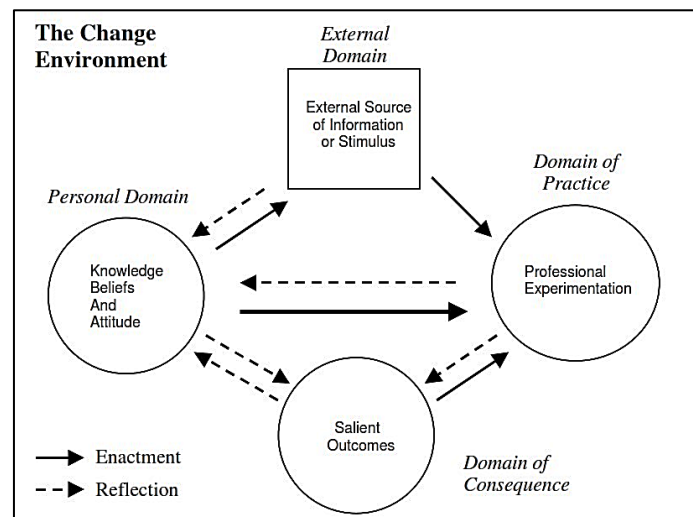 The Change
Environment
External
Domain
External Source
of Information
or Stimulus
Domain of
Practice
Personal Domain
Knowledge
Beliefs
And
Attitude
Professional
Experimentation
Salient
Outcomes
Enactment
Reflection
Domain of
Consequence